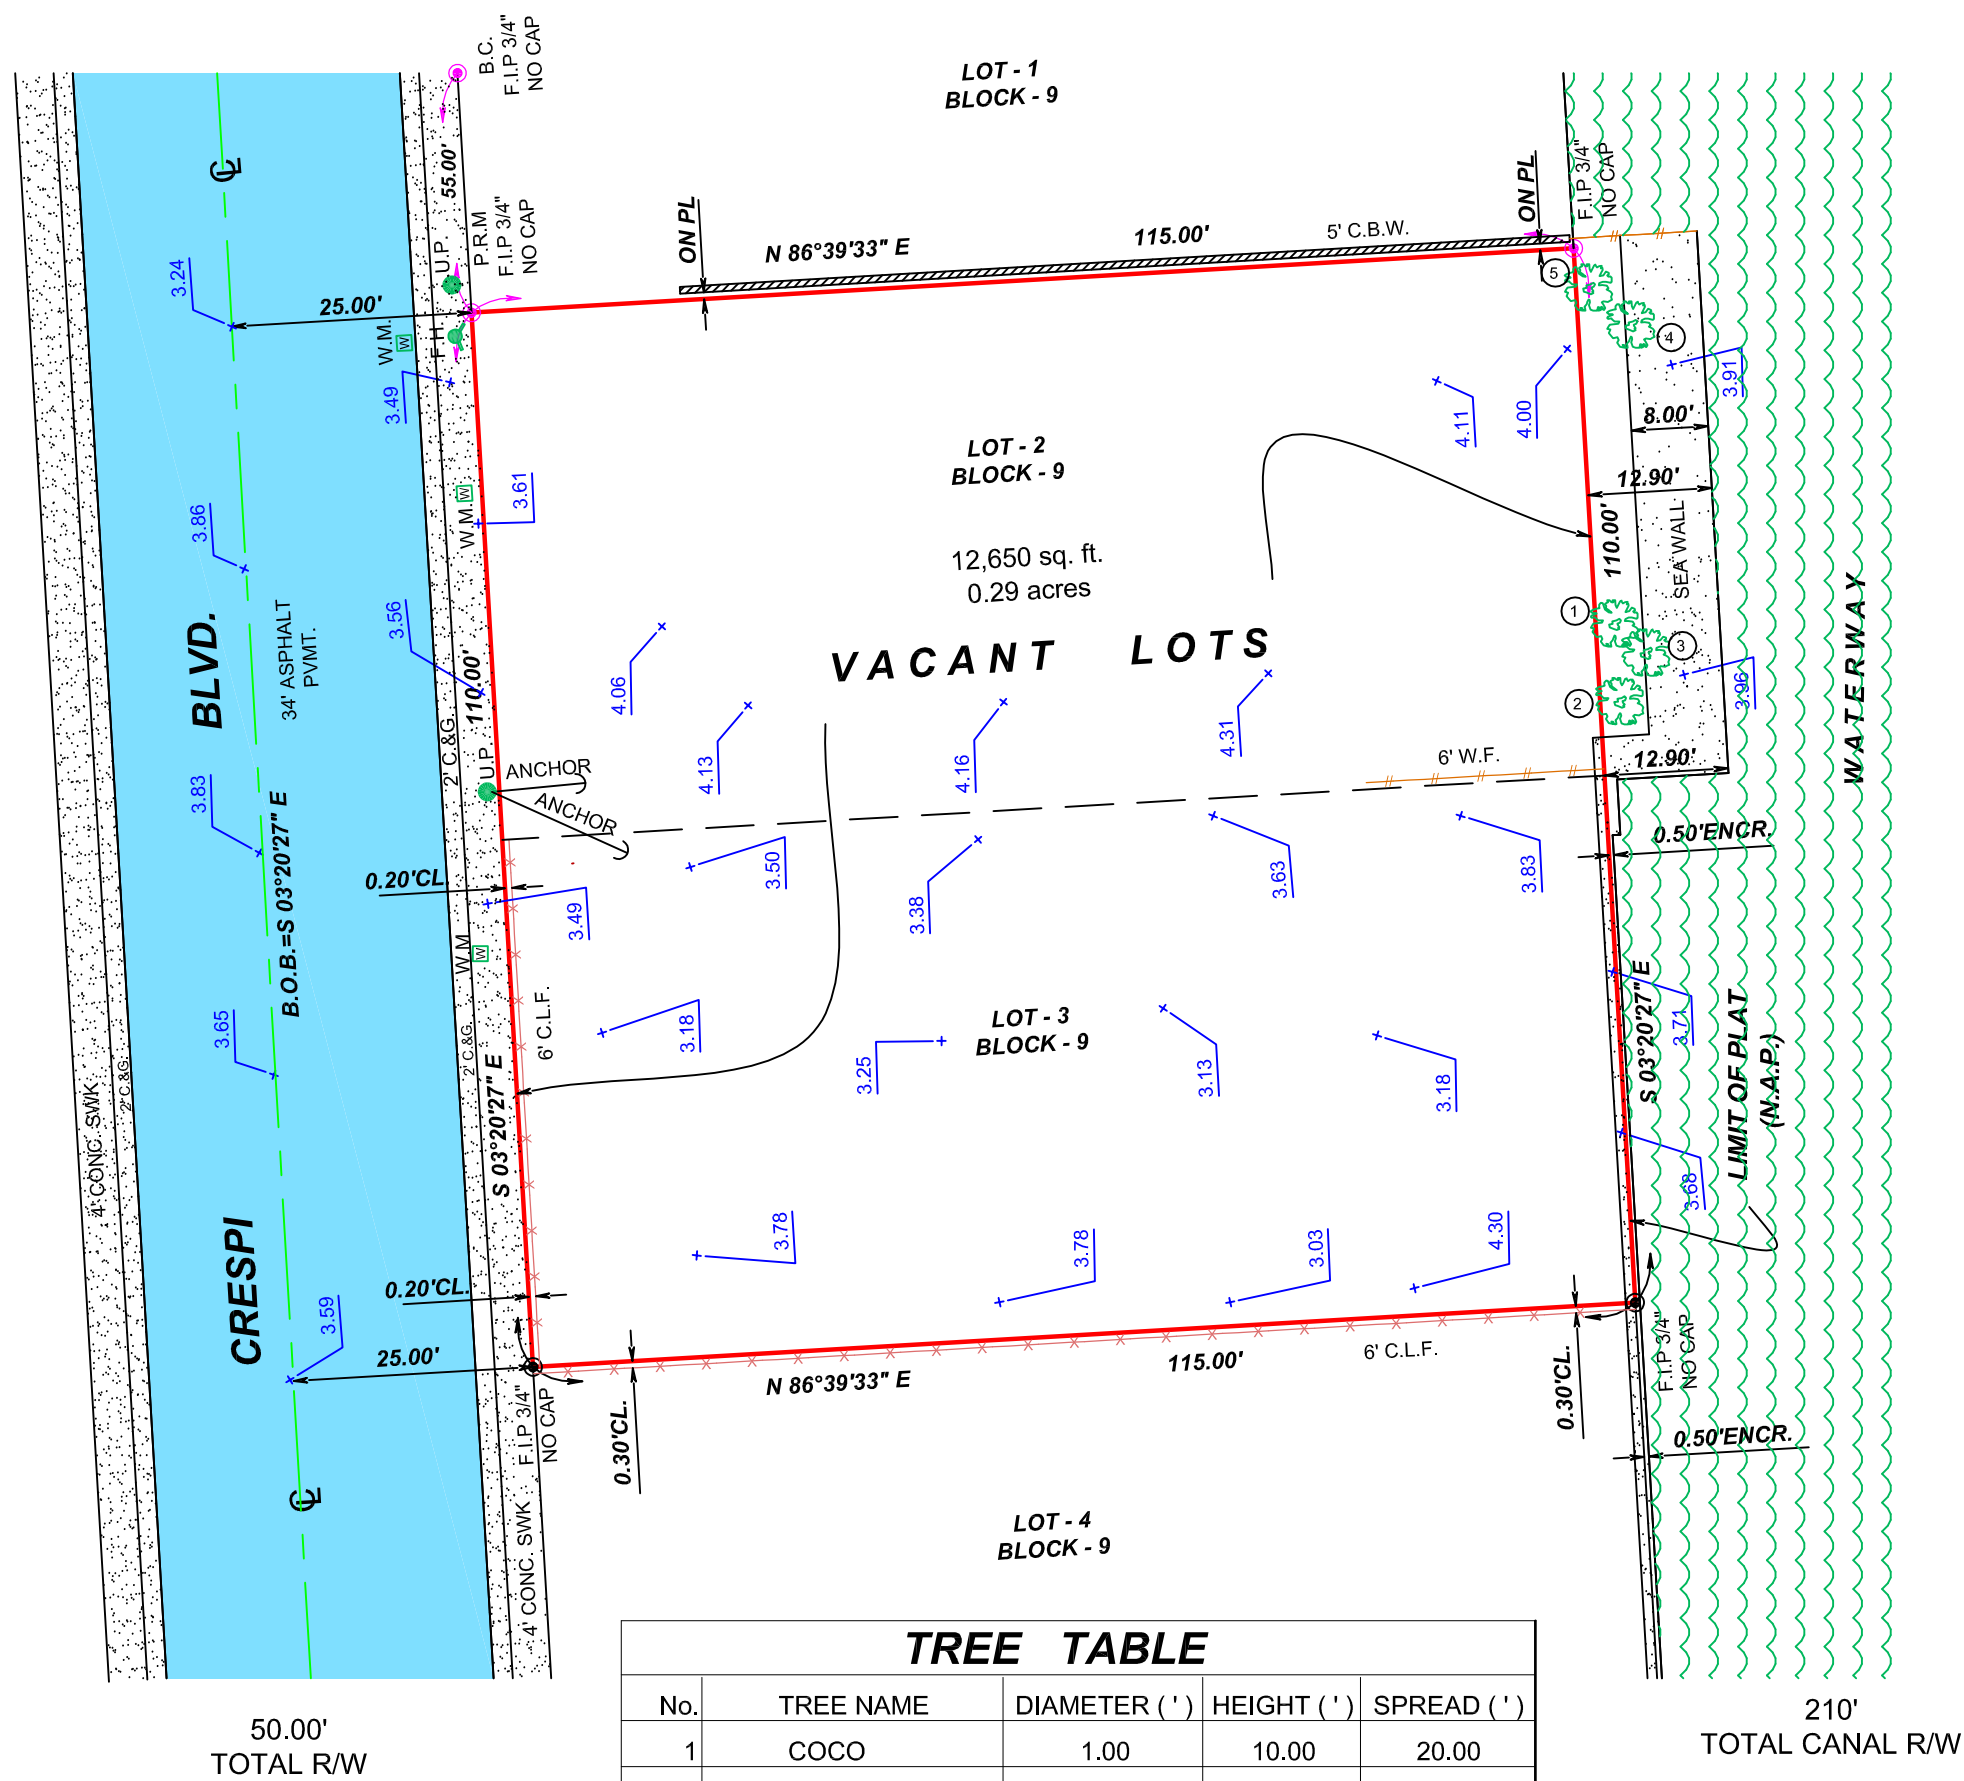 B.C.
F.I.P 3/4"
NO CAP
LOT - 1
BLOCK - 9
55.00'
U.P.
P.R.M
F.I.P 3/4"
NO CAP
ON PL
N 86°39'33" E
115.00'
5' C.B.W.
ON PL
F.I.P 3/4"
NO CAP
3.24
25.00'
W.M.
W
F.H
3.49
5
4
3.91
4.11
4.00
8.00'
LOT - 2
BLOCK - 9
12.90'
W.M.
W
3.61
3.86
110.00'
SEA WALL
12,650 sq. ft.
0.29 acres
BLVD.
34' ASPHALT
PVMT.
3.56
4.06
VACANT LOTS
1
3
2
3.96
WATERWAY
110.00'
2' C.&G.
U.P.
ANCHOR
ANCHOR
4.13
4.16
4.31
6' W.F.
12.90'
3.83
B.O.B.=S 03°20'27" E
0.50'ENCR.
0.20'CL.
3.49
3.50
3.38
3.63
3.83
W.M
W
3.65
2' C.&G.
6' C.L.F.
3.18
3.25
LOT - 3
BLOCK - 9
3.13
3.18
S 03°20'27" E
3.71
LIMIT OF PLAT
(N.A.P.)
4' CONC. SWK
2' C.&G.
S 03°20'27" E
3.68
CRESPI
3.78
3.78
3.03
4.30
0.20'CL.
3.59
25.00'
N 86°39'33" E
115.00'
6' C.L.F.
F.I.P 3/4"
NO CAP
0.30'CL.
0.30'CL.
F.I.P 3/4"
NO CAP
0.50'ENCR.
4' CONC. SWK
LOT - 4
BLOCK - 9
TREE TABLE
No. TREE NAME DIAMETER ( ' ) HEIGHT ( ' ) SPREAD ( ' )
1 COCO 1.00 10.00 20.00
50.00'
TOTAL R/W
210'
TOTAL CANAL R/W